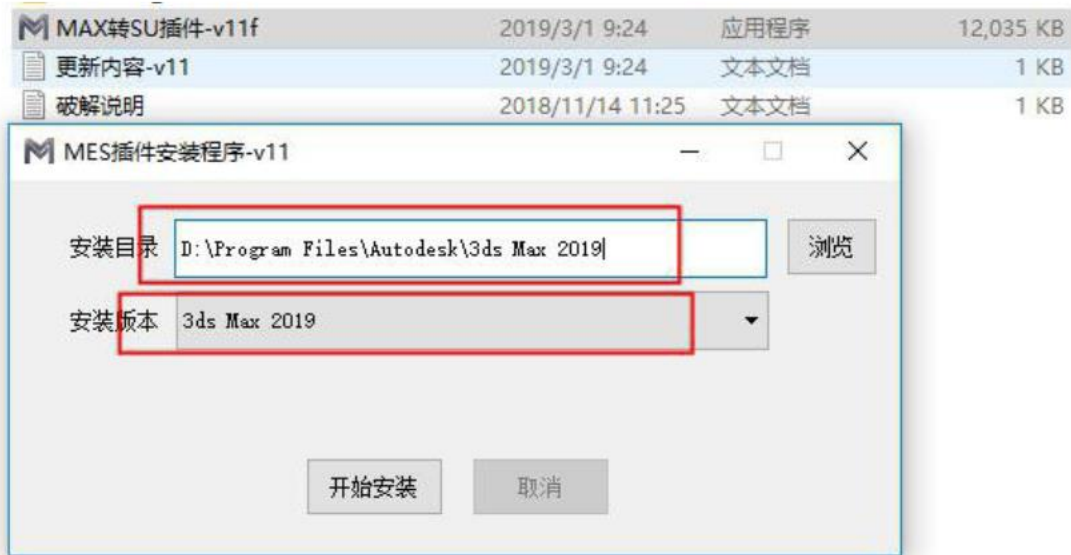 MAX转SU插件-v11f 2019/3/1 9:24 应用程序 12,035 KB
更新内容-v11 2019/3/1 9:24 文本文档 1 KB
破解说明 2018/11/14 11:25 文本文档 1 KB
MES插件安装程序-v11
安装目录 D:\Program Files\Autodesk\3ds Max 2019 浏览
安装版本 3ds Max 2019
开始安装 取消